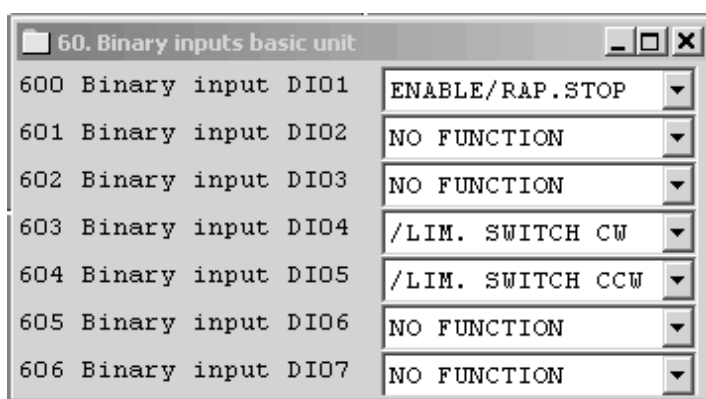 60. Binary inputs basic unit
600 Binary input DIO1 ENABLE/RAP.STOP
601 Binary input DIO2 NO FUNCTION
602 Binary input DIO3 NO FUNCTION
603 Binary input DIO4 /LIM. SWITCH CW
604 Binary input DIO5 /LIM. SWITCH CCW
605 Binary input DIO6 NO FUNCTION
606 Binary input DIO7 NO FUNCTION